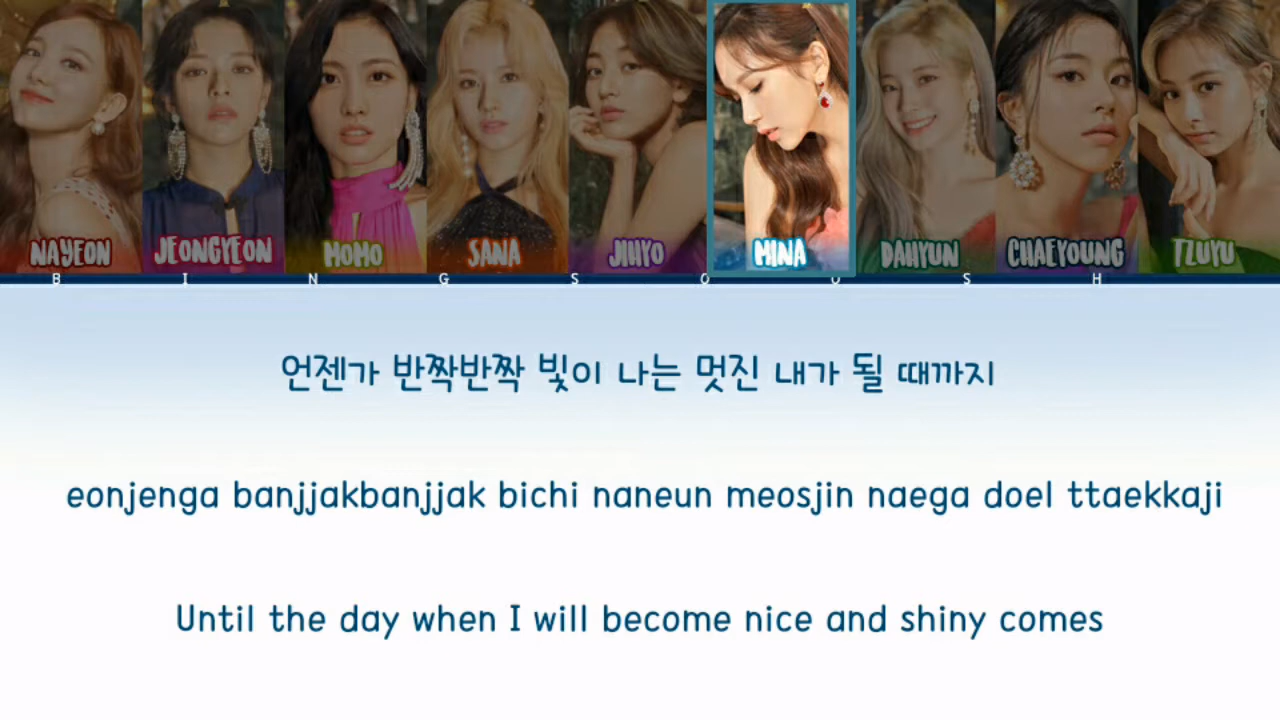 NAYEON JEONGYEON MOMO SANA JIHYO MINA DAHYUN CHAEYOUNG TZUYU
B I N G S O O S H
언젠가 반짝반짝 빛이 나는 멋진 내가 될 때까지
eonjenga banjjakbanjjak bichi naneun meosjin naega doel ttaekkaji
Until the day when I will become nice and shiny comes